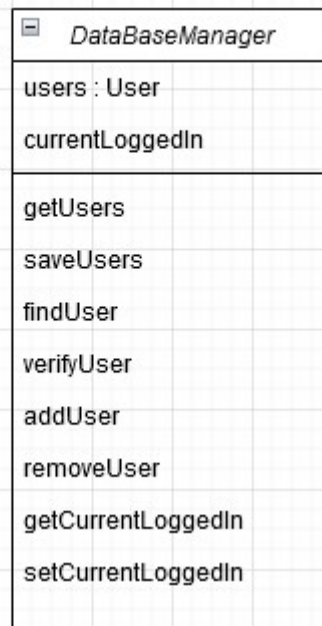 DataBaseManager
users : User
currentLoggedIn
getUsers
saveUsers
findUser
verifyUser
addUser
removeUser
getCurrentLoggedIn
setCurrentLoggedIn